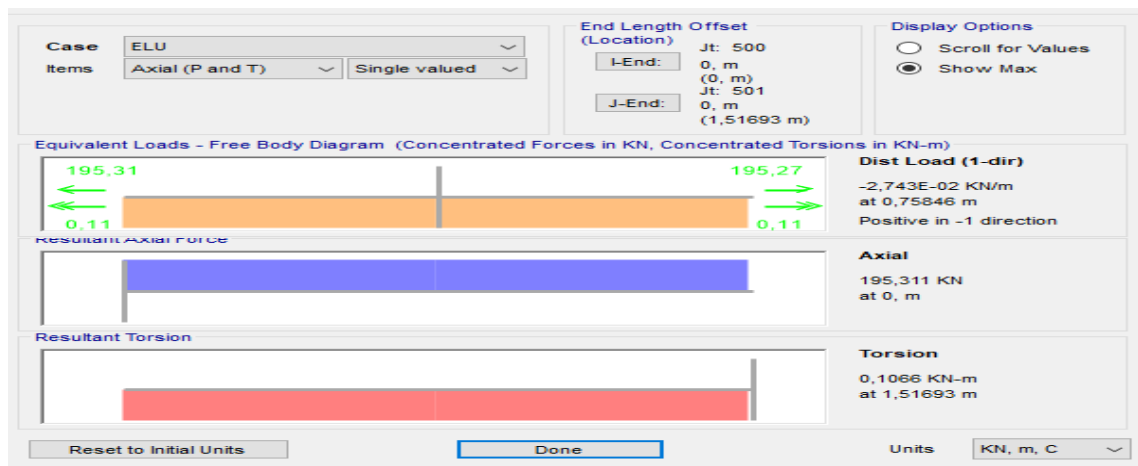 Case
ELU
Items
Axial (P and T)
Single valued
End Length Offset
(Location)
I-End:
Jt: 500
0, m
(0, m)
J-End:
Jt: 501
0, m
(1,51693 m)
Display Options
Scroll for Values
Show Max
Equivalent Loads - Free Body Diagram (Concentrated Forces in KN, Concentrated Torsions in KN-m)
195,31
195,27
0,11
0,11
Dist Load (1-dir)
-2,743E-02 KN/m
at 0,75846 m
Positive in -1 direction
Resultant Axial Force
Axial
195,311 KN
at 0, m
Resultant Torsion
Torsion
0,1066 KN-m
at 1,51693 m
Reset to Initial Units
Done
Units
KN, m, C